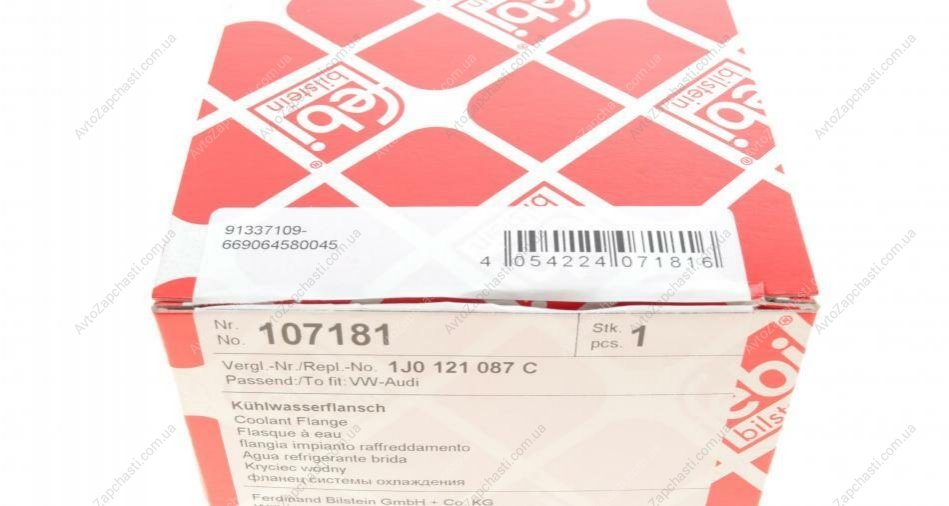 febi
bilstein
febi
bilstein
91337109-
669064580045
4 054224 071816
Nr.
No. 107181
Stk.
pcs. 1
Vergl.-Nr./Repl.-No. 1J0 121 087 C
Passend:/To fit: VW-Audi
Kühlwasserflansch
Coolant Flange
Flasque à eau
flangia impianto raffreddamento
Agua refrigerante brida
Kryciec wodny
фланец системы охлаждения
Ferdinand Bilstein GmbH + Co. KG
febi
bilstein
AvtoZapchasti.com.ua